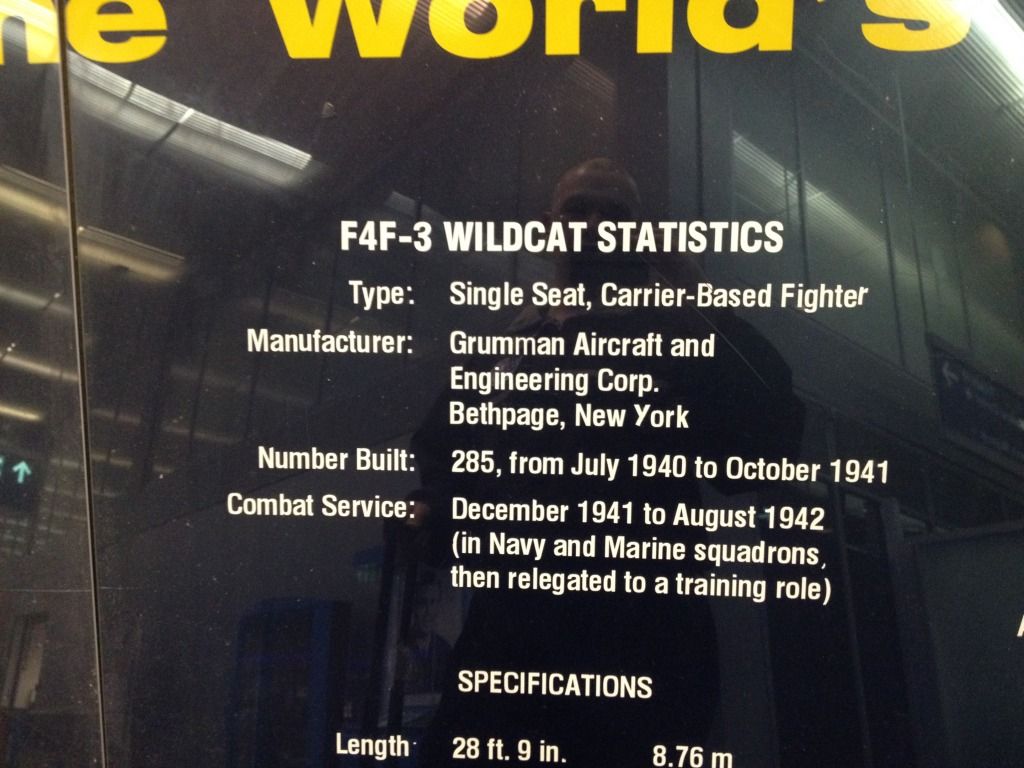 ne world's
F4F-3 WILDCAT STATISTICS
Type: Single Seat, Carrier-Based Fighter
Manufacturer: Grumman Aircraft and
Engineering Corp.
Bethpage, New York
Number Built: 285, from July 1940 to October 1941
Combat Service: December 1941 to August 1942
(in Navy and Marine squadrons,
then relegated to a training role)
SPECIFICATIONS
Length 28 ft. 9 in. 8.76 m